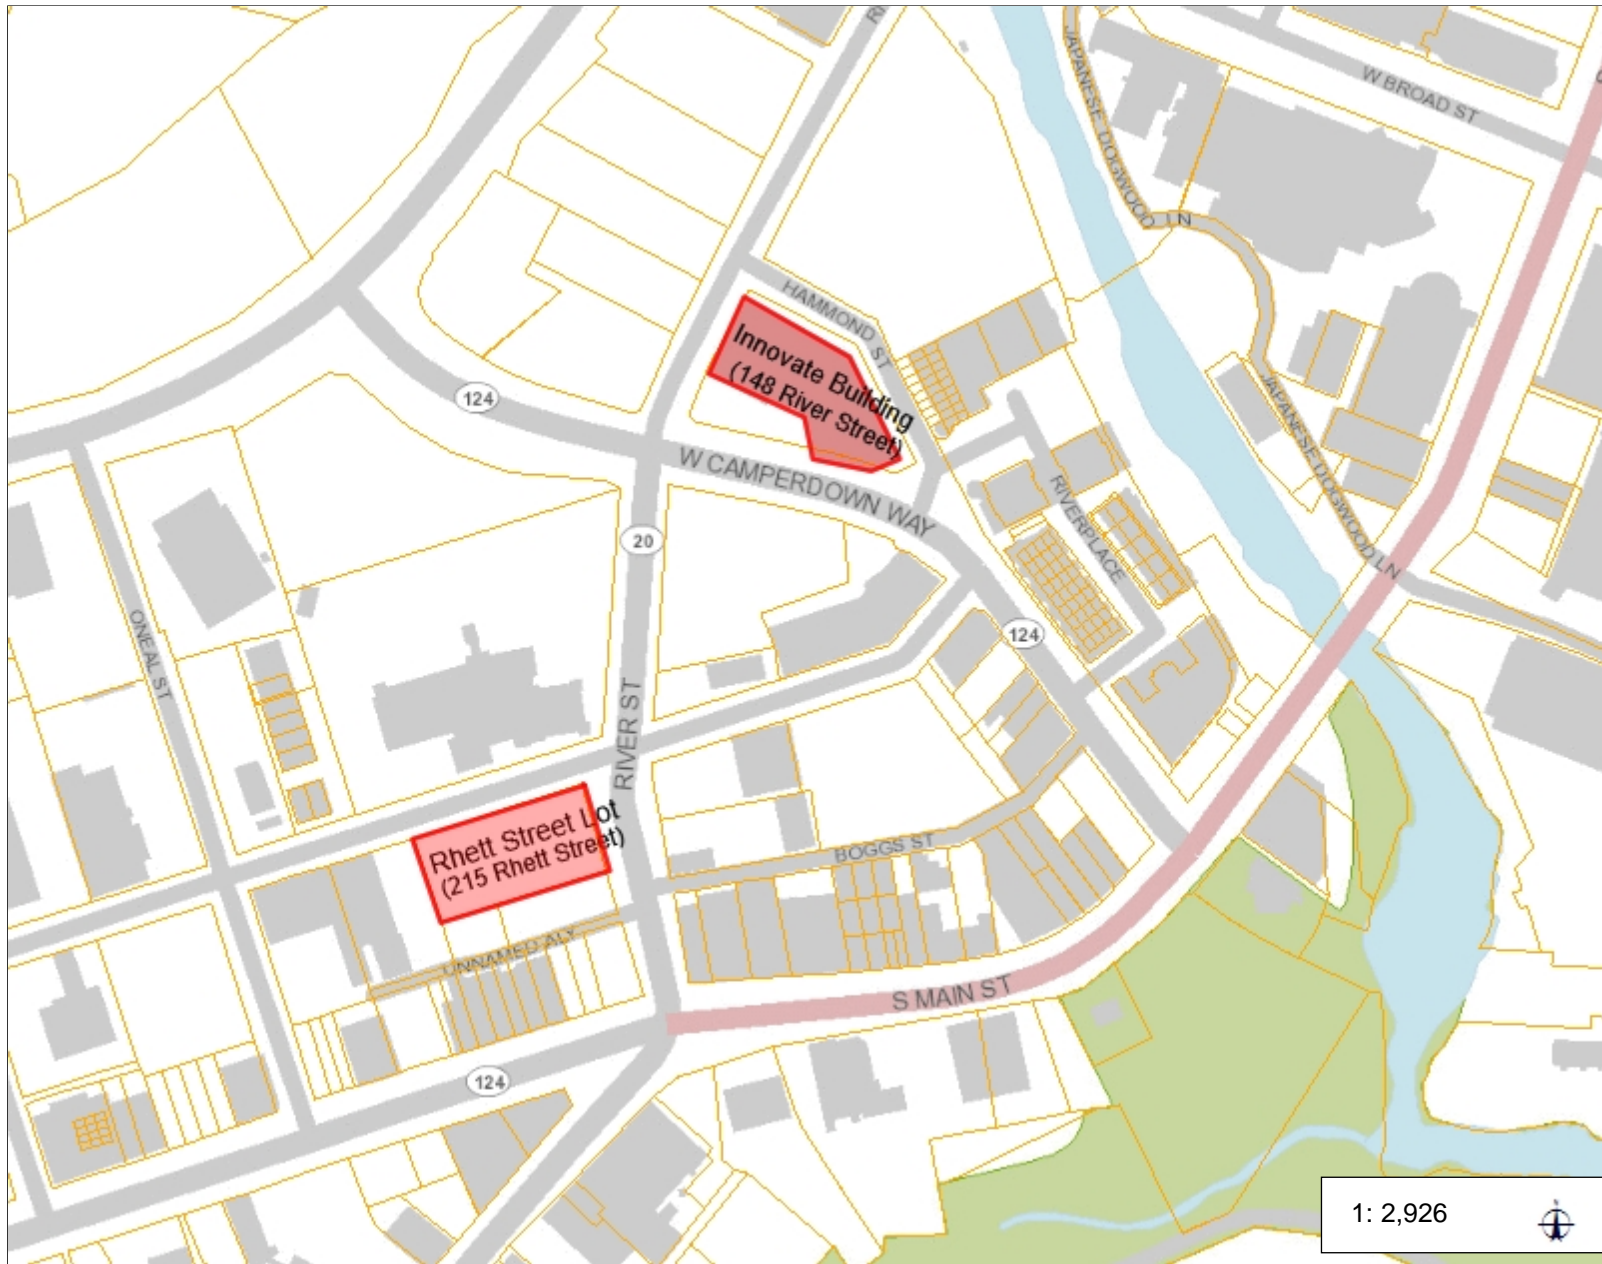 W BROAD ST
JAPANESE DOGWOOD LN
HAMMOND ST
Innovate Building
(148 River Street)
124
W CAMPERDOWN WAY
JAPANESE DOGWOOD LN
RIVERPLACE
20
124
ONEAL ST
RIVER ST
Rhett Street Lot
(215 Rhett Street)
BOGGS ST
UNNAMED ALY
S MAIN ST
124
1: 2,926